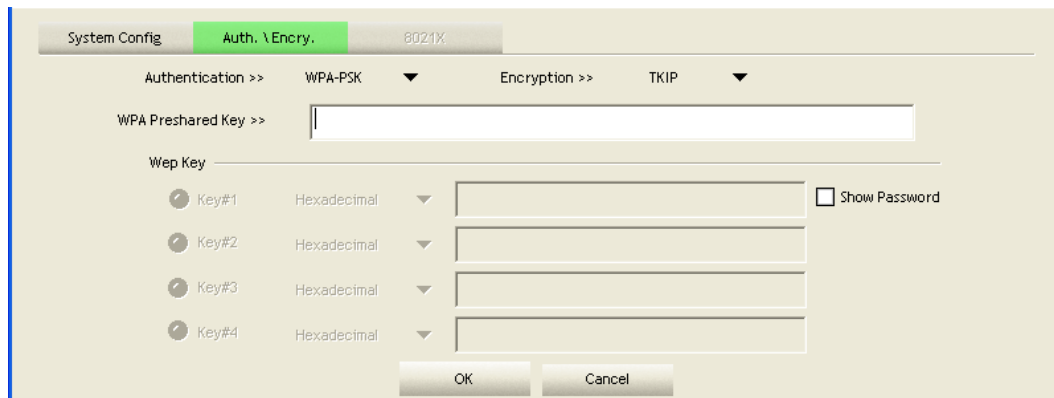 System Config Auth. \ Encry. 8021X
Authentication >> WPA-PSK Encryption >> TKIP
WPA Preshared Key >>
Wep Key
Key#1 Hexadecimal Show Password
Key#2 Hexadecimal
Key#3 Hexadecimal
Key#4 Hexadecimal
OK Cancel